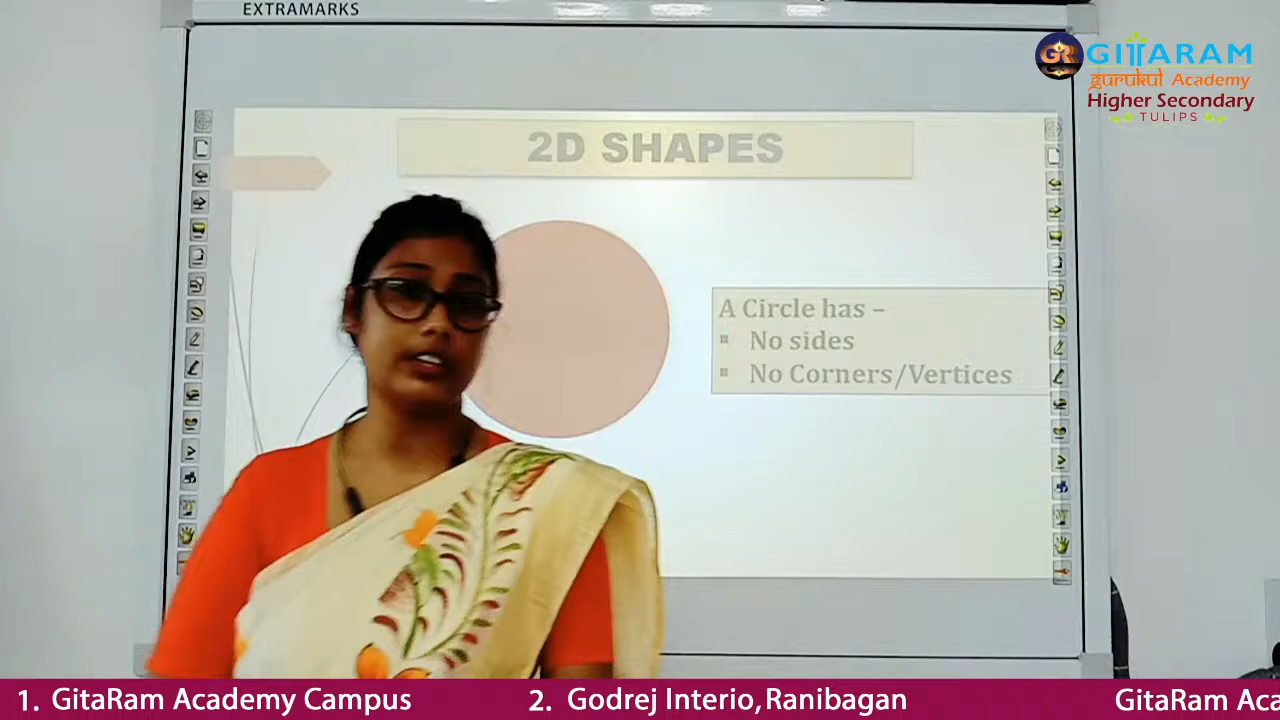 EXTRAMARKS
GR GITARAM
gurukul Academy
Higher Secondary
TULIPS
2D SHAPES
A Circle has –
▪ No sides
▪ No Corners/Vertices
1. GitaRam Academy Campus 2. Godrej Interio, Ranibagan GitaRam Aca